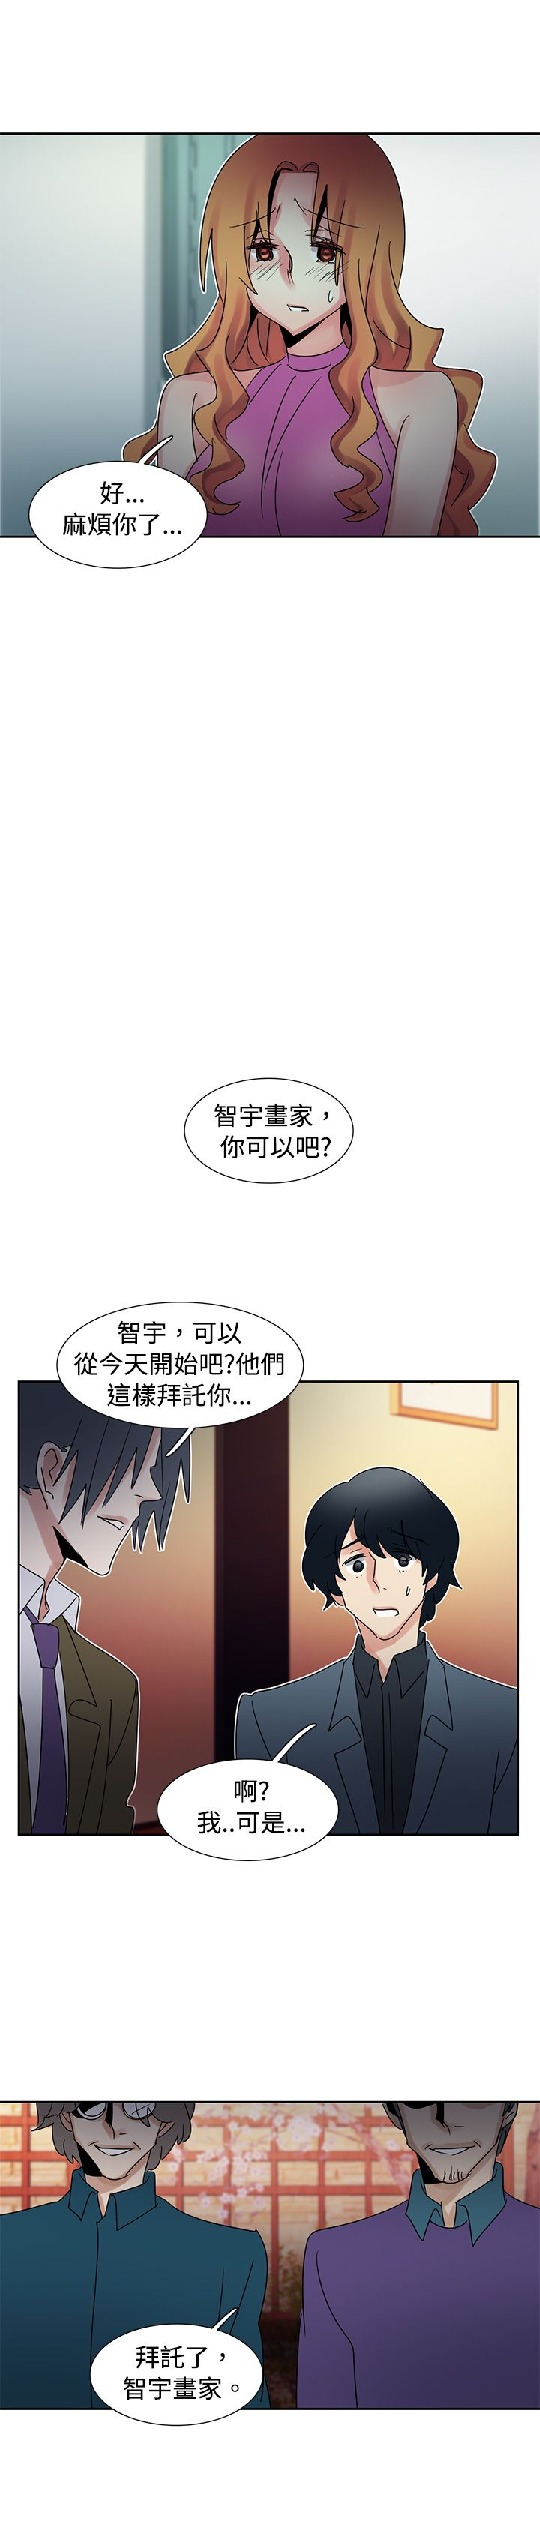 好...
麻煩你了...
智宇畫家，
你可以吧?
智宇，可以
從今天開始吧?他們
這樣拜託你...
啊?
我..可是...
拜託了，
智宇畫家。